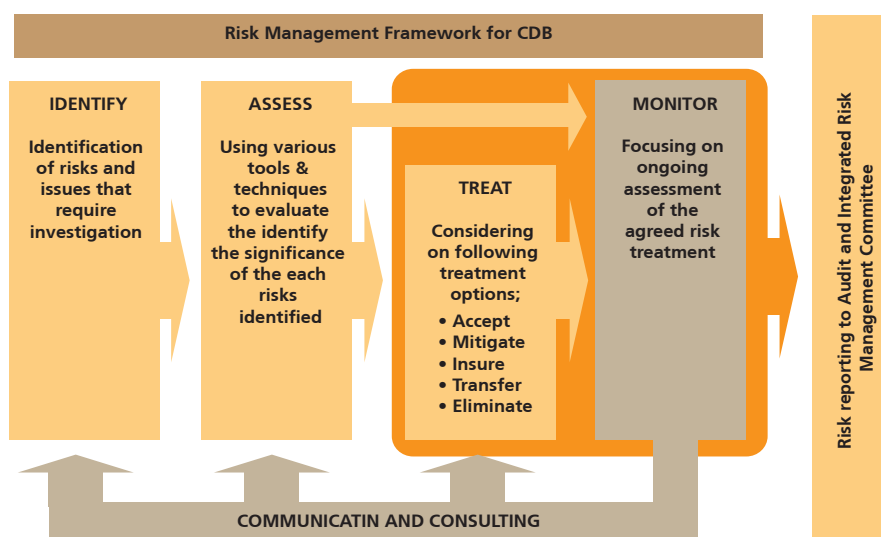 Risk Management Framework for CDB
IDENTIFY
Identification
of risks and
issues that
require
investigation
ASSESS
Using various
tools &
techniques
to evaluate
the identify
the significance
of the each
risks
identified
TREAT
Considering
on following
treatment
options;
• Accept
• Mitigate
• Insure
• Transfer
• Eliminate
MONITOR
Focusing on
ongoing
assessment
of the
agreed risk
treatment
Risk reporting to Audit and Integrated Risk
Management Committee
COMMUNICATIN AND CONSULTING